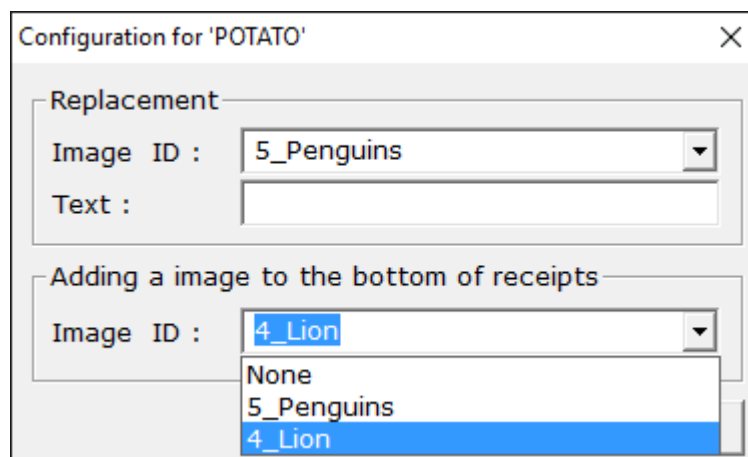 Configuration for 'POTATO'
Replacement
Image ID : 5_Penguins
Text :
Adding a image to the bottom of receipts
Image ID : 4_Lion
None
5_Penguins
4_Lion